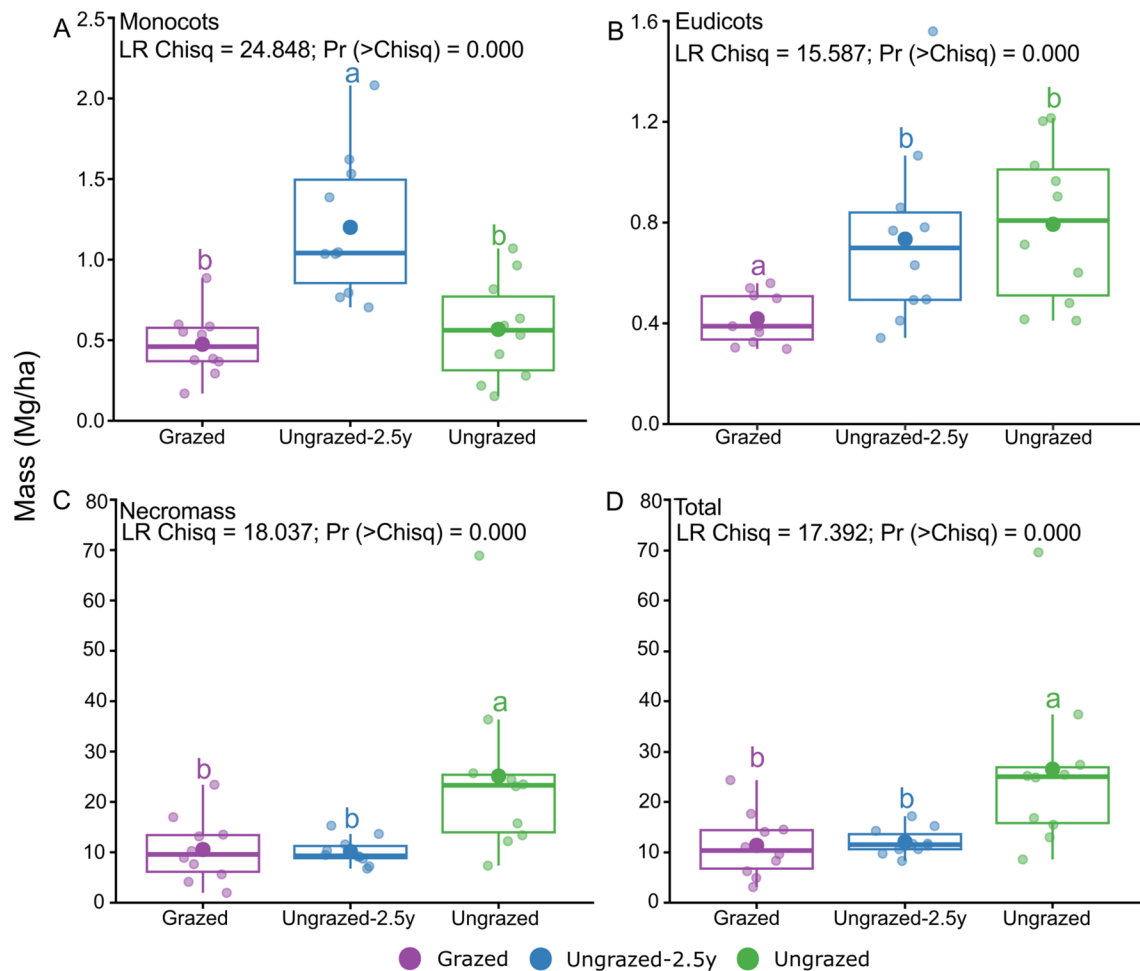 A
Monocots
LR Chisq = 24.848; Pr (>Chisq) = 0.000
2.5
2.0
1.5
1.0
0.5
0.0
b
a
b
Grazed
Ungrazed-2.5y
Ungrazed
B
Eudicots
LR Chisq = 15.587; Pr (>Chisq) = 0.000
1.6
1.2
0.8
0.4
0.0
a
b
b
Grazed
Ungrazed-2.5y
Ungrazed
Mass (Mg/ha)
C
Necromass
LR Chisq = 18.037; Pr (>Chisq) = 0.000
80
70
60
50
40
30
20
10
0
b
b
a
Grazed
Ungrazed-2.5y
Ungrazed
D
Total
LR Chisq = 17.392; Pr (>Chisq) = 0.000
80
70
60
50
40
30
20
10
0
b
b
a
Grazed
Ungrazed-2.5y
Ungrazed
Grazed
Ungrazed-2.5y
Ungrazed